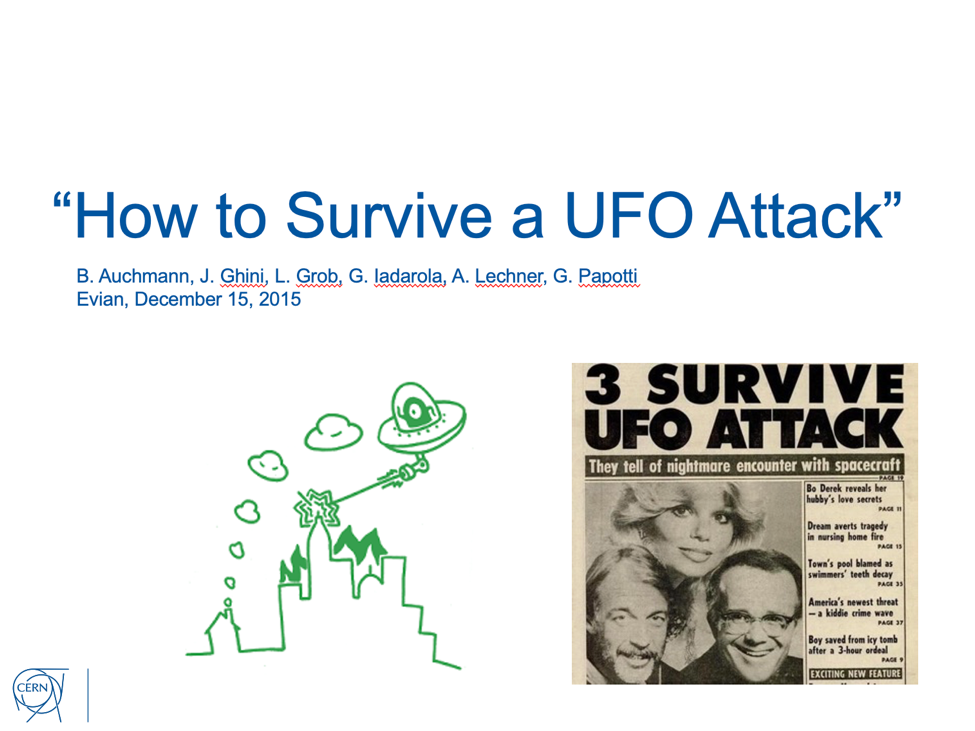 “How to Survive a UFO Attack”
B. Auchmann, J. Ghini, L. Grob, G. Iadarola, A. Lechner, G. Papotti
Evian, December 15, 2015
3 SURVIVE
UFO ATTACK
They tell of nightmare encounter with spacecraft
PAGE 19
Bo Derek reveals her
hubby's love secrets
PAGE 11
Dream averts tragedy
in nursing home fire
PAGE 15
Town's pool blamed as
swimmers' teeth decay
PAGE 35
America's newest threat
— a kiddie crime wave
PAGE 37
Boy saved from icy tomb
after a 3-hour ordeal
PAGE 9
EXCITING NEW FEATURE
CERN